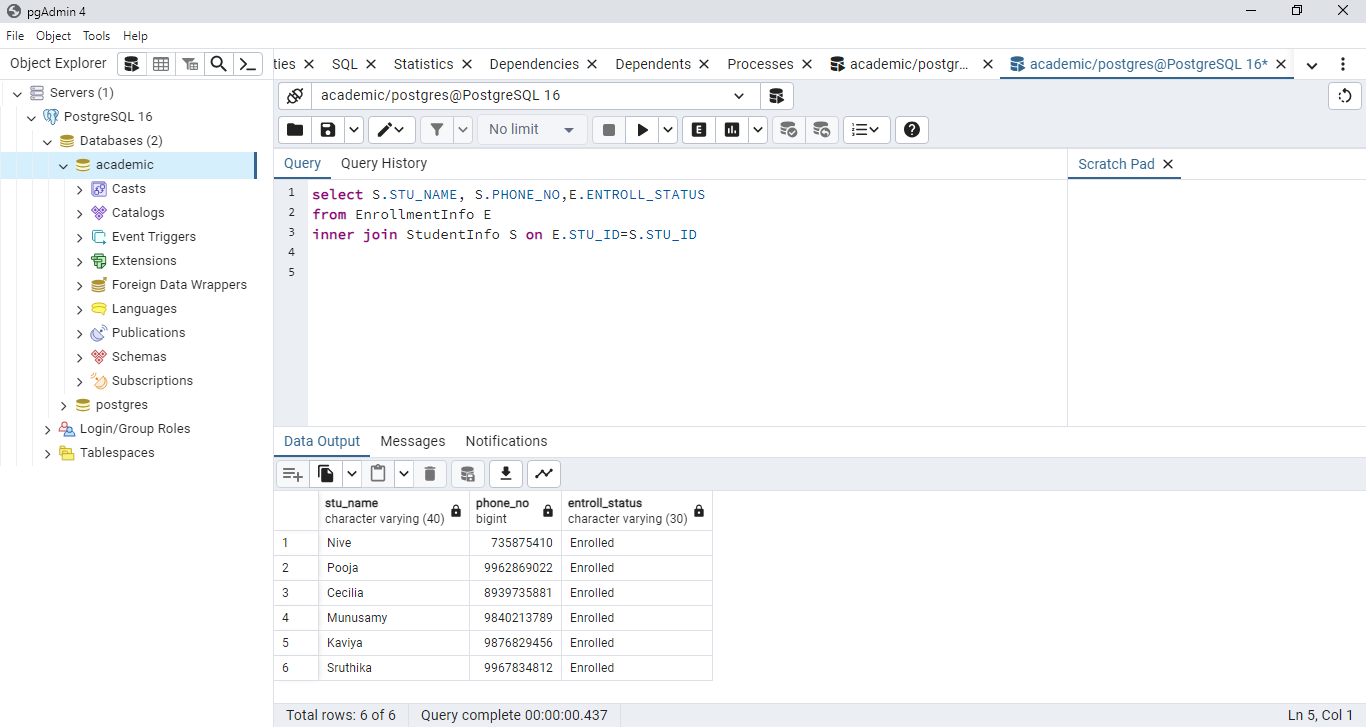 pgAdmin 4
File Object Tools Help
Object Explorer
ties SQL Statistics Dependencies Dependents Processes academic/postgr... academic/postgres@PostgreSQL 16*
Servers (1)
PostgreSQL 16
Databases (2)
academic
Casts
Catalogs
Event Triggers
Extensions
Foreign Data Wrappers
Languages
Publications
Schemas
Subscriptions
postgres
Login/Group Roles
Tablespaces
academic/postgres@PostgreSQL 16
No limit E
Query Query History
Scratch Pad
1 select S.STU_NAME, S.PHONE_NO,E.ENTROLL_STATUS
2 from EnrollmentInfo E
3 inner join StudentInfo S on E.STU_ID=S.STU_ID
4
5
Data Output Messages Notifications
stu_name phone_no entroll_status
character varying (40) bigint character varying (30)
1 Nive 735875410 Enrolled
2 Pooja 9962869022 Enrolled
3 Cecilia 8939735881 Enrolled
4 Munusamy 9840213789 Enrolled
5 Kaviya 9876829456 Enrolled
6 Sruthika 9967834812 Enrolled
Total rows: 6 of 6 Query complete 00:00:00.437 Ln 5, Col 1